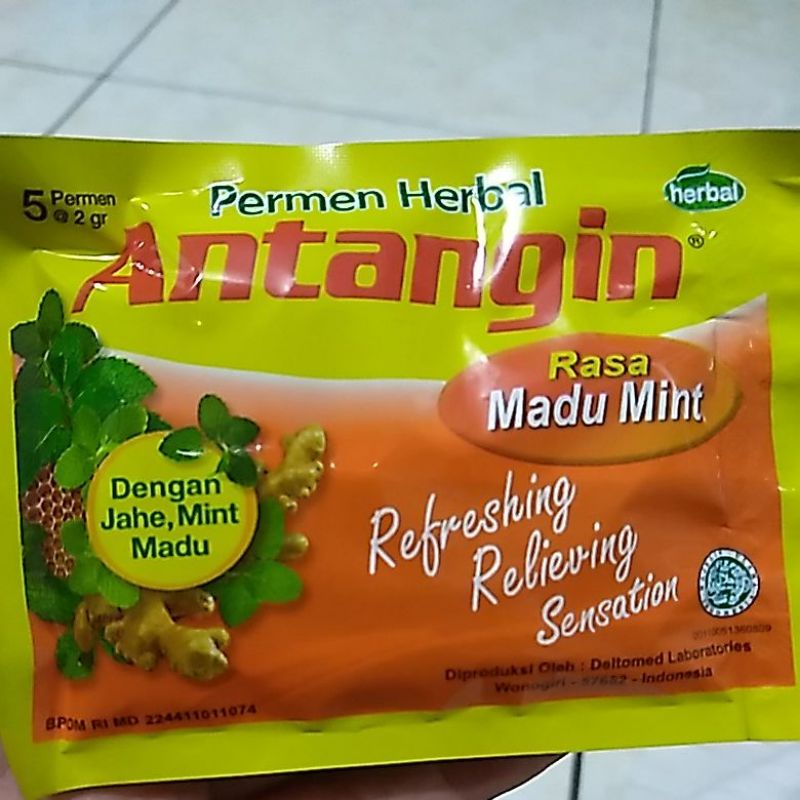 5 Permen
@ 2 gr
Permen Herbal
herbal
Antangin®
Rasa
Madu Mint
Dengan
Jahe, Mint
Madu
Refreshing
Relieving
Sensation
Diproduksi Oleh : Deltomed Laboratories
Wonogiri - 57652 - Indonesia
BPOM RI MD 224411011074